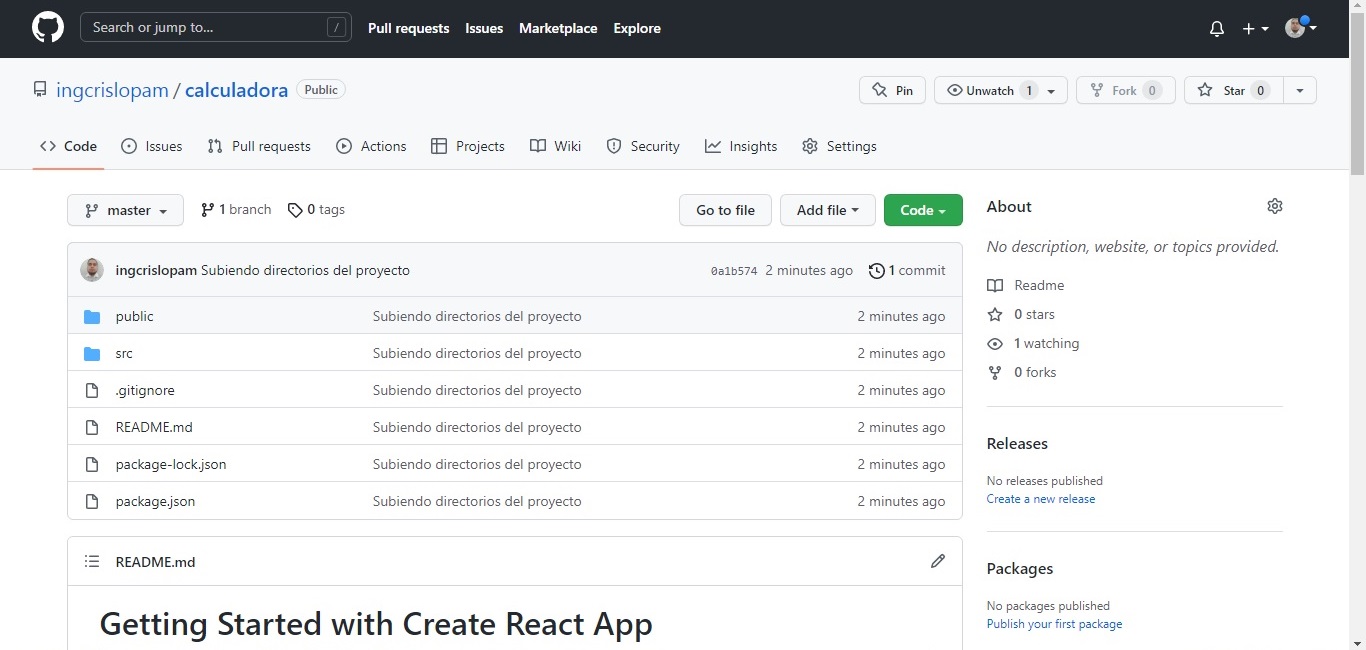 Search or jump to... /
Pull requests Issues Marketplace Explore
ingcrislopam / calculadora Public
Pin Unwatch 1 Fork 0 Star 0
Code Issues Pull requests Actions Projects Wiki Security Insights Settings
master 1 branch 0 tags Go to file Add file Code
ingcrislopam Subiendo directorios del proyecto 0a1b574 2 minutes ago 1 commit
public Subiendo directorios del proyecto 2 minutes ago
src Subiendo directorios del proyecto 2 minutes ago
.gitignore Subiendo directorios del proyecto 2 minutes ago
README.md Subiendo directorios del proyecto 2 minutes ago
package-lock.json Subiendo directorios del proyecto 2 minutes ago
package.json Subiendo directorios del proyecto 2 minutes ago
README.md
Getting Started with Create React App
About
No description, website, or topics provided.
Readme
0 stars
1 watching
0 forks
Releases
No releases published
Create a new release
Packages
No packages published
Publish your first package